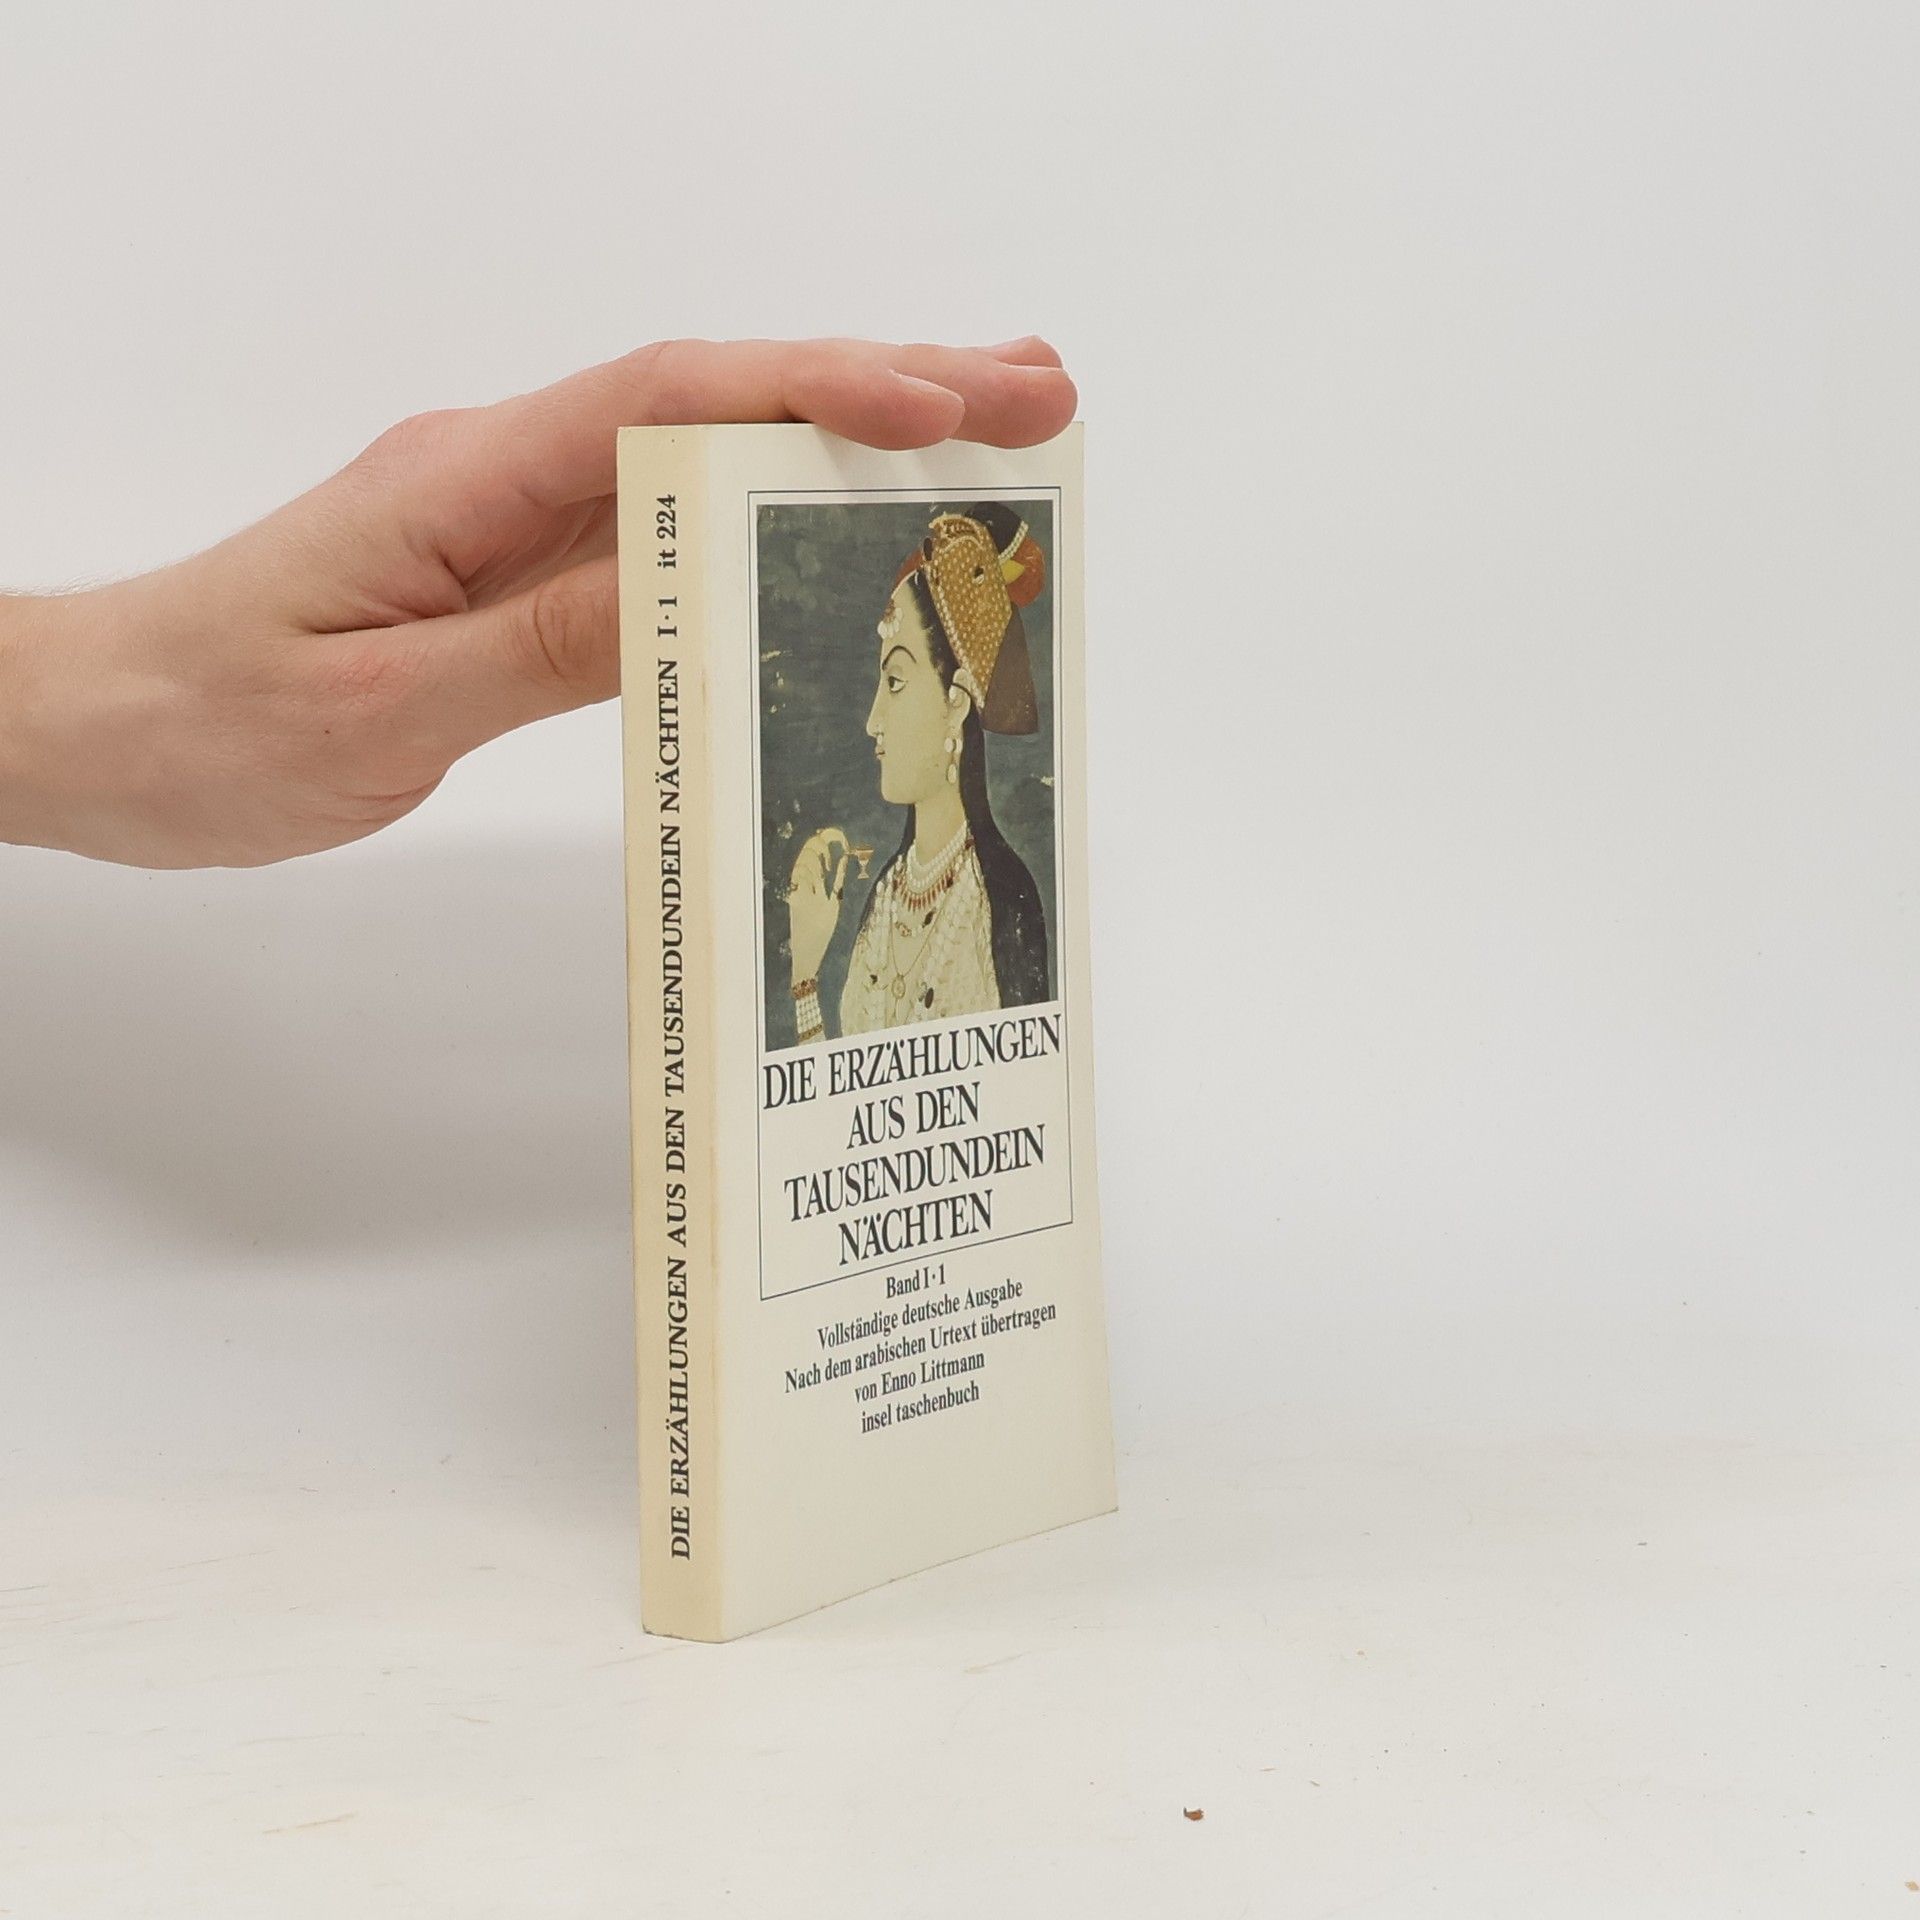 DIE ERZÄHLUNGEN AUS DEN TAUSENDUNDEIN NÄCHTEN I·1 it 224
DIE ERZÄHLUNGEN
AUS DEN
TAUSENDUNDEIN
NÄCHTEN
Band I·1
Vollständige deutsche Ausgabe
Nach dem arabischen Urtext übertragen
von Enno Littmann
insel taschenbuch